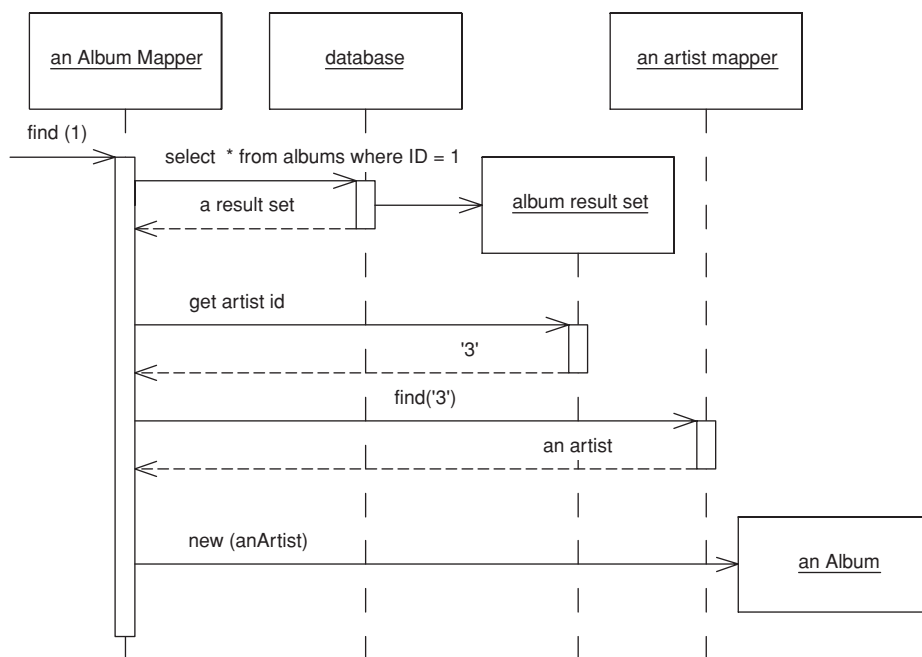 an Album Mapper
database
an artist mapper
find (1)
select * from albums where ID = 1
a result set
album result set
get artist id
'3'
find('3')
an artist
new (anArtist)
an Album